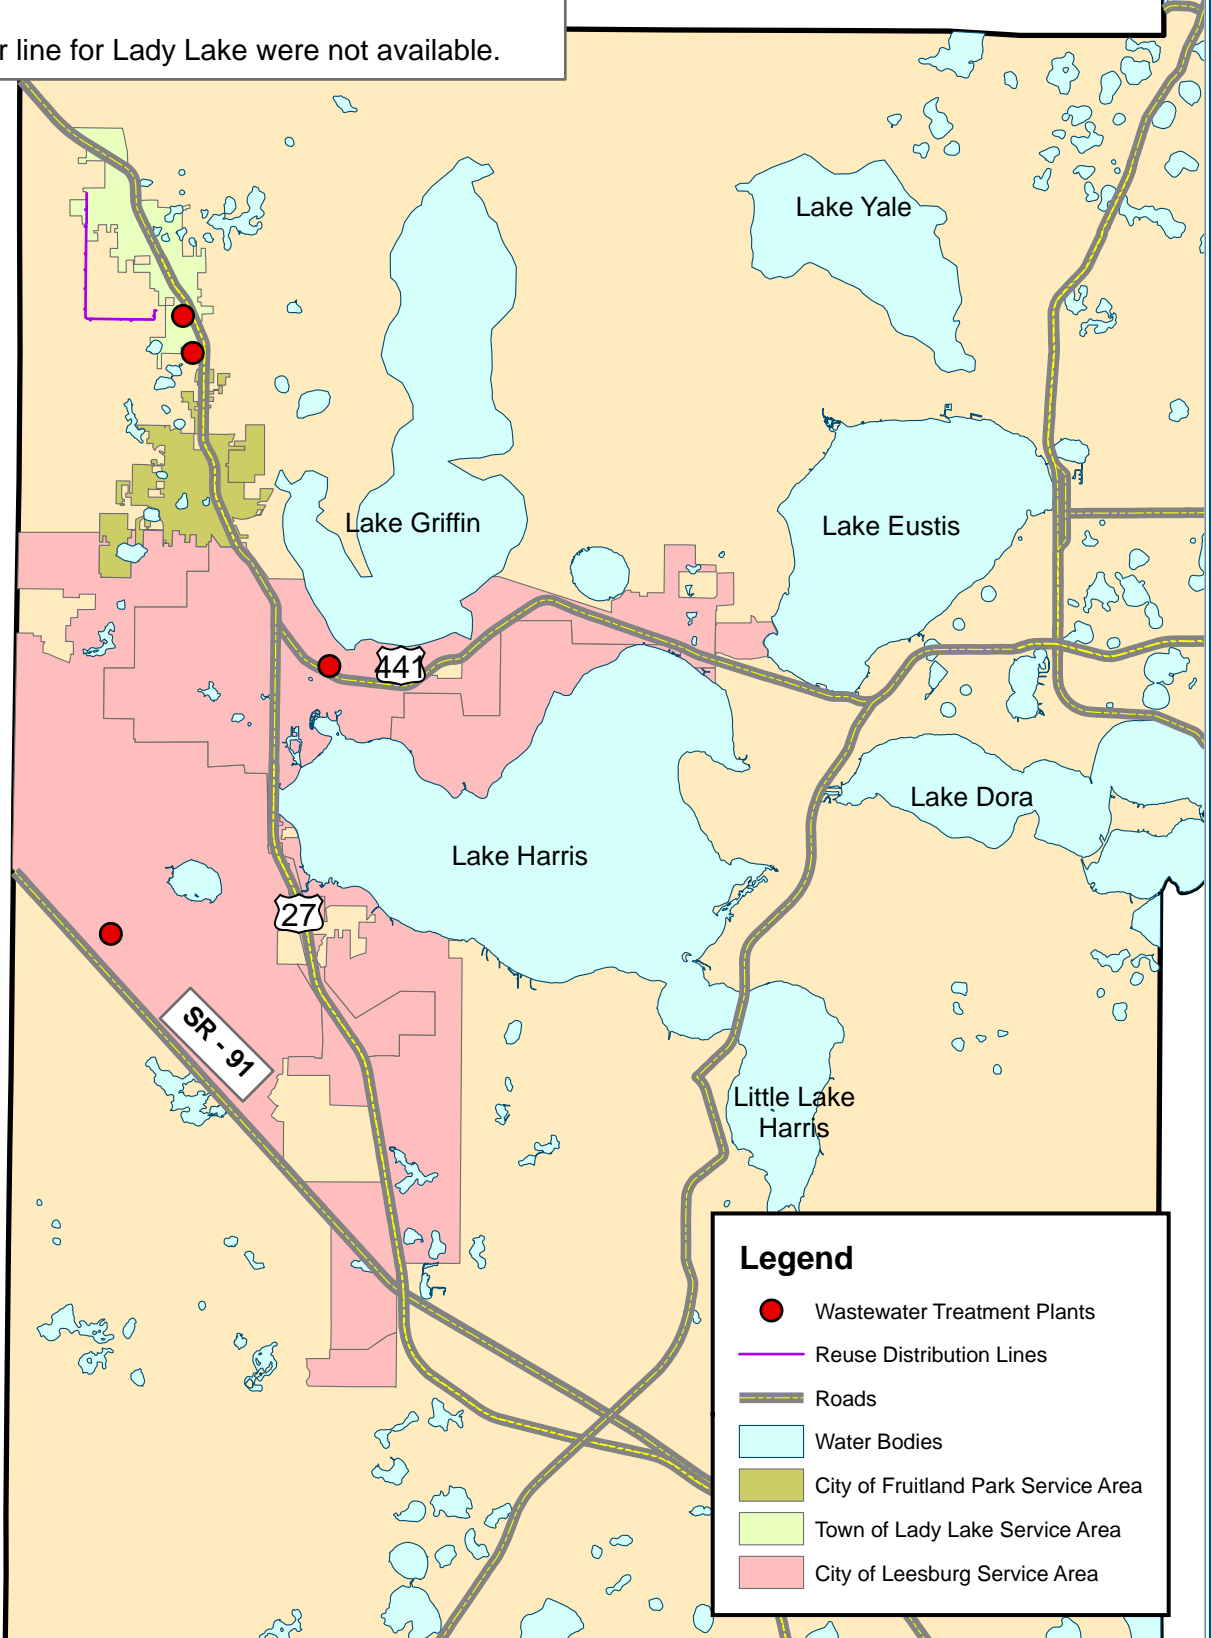 line for Lady Lake were not available.
Lake Yale
Lake Griffin
Lake Eustis
441
Lake Dora
Lake Harris
27
SR - 91
Little Lake
Harris
Legend
Wastewater Treatment Plants
Reuse Distribution Lines
Roads
Water Bodies
City of Fruitland Park Service Area
Town of Lady Lake Service Area
City of Leesburg Service Area